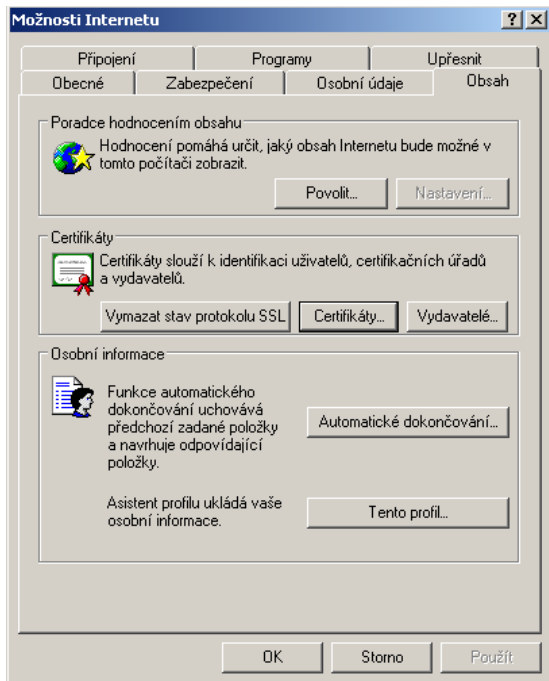 Možnosti Internetu
Připojení Programy Upřesnit
Obecné Zabezpečení Osobní údaje Obsah
Poradce hodnocením obsahu
Hodnocení pomáhá určit, jaký obsah Internetu bude možné v
tomto počítači zobrazit.
Povolit... Nastavení...
Certifikáty
Certifikáty slouží k identifikaci uživatelů, certifikačních úřadů
a vydavatelů.
Vymazat stav protokolu SSL Certifikáty... Vydavatelé...
Osobní informace
Funkce automatického
dokončování uchovává
předchozí zadané položky
a navrhuje odpovídající
položky.
Automatické dokončování...
Asistent profilu ukládá vaše
osobní informace.
Tento profil...
OK Storno Použít